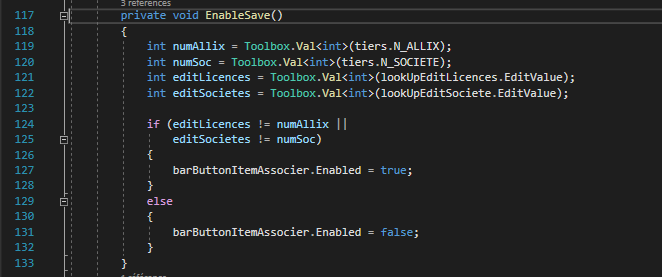 3 references
117 private void EnableSave()
118 {
119 int numAllix = Toolbox.Val<int>(tiers.N_ALLIX);
120 int numSoc = Toolbox.Val<int>(tiers.N_SOCIETE);
121 int editLicences = Toolbox.Val<int>(lookUpEditLicences.EditValue);
122 int editSocietes = Toolbox.Val<int>(lookUpEditSociete.EditValue);
123
124 if (editLicences != numAllix ||
125 editSocietes != numSoc)
126 {
127 barButtonItemAssocier.Enabled = true;
128 }
129 else
130 {
131 barButtonItemAssocier.Enabled = false;
132 }
133 }